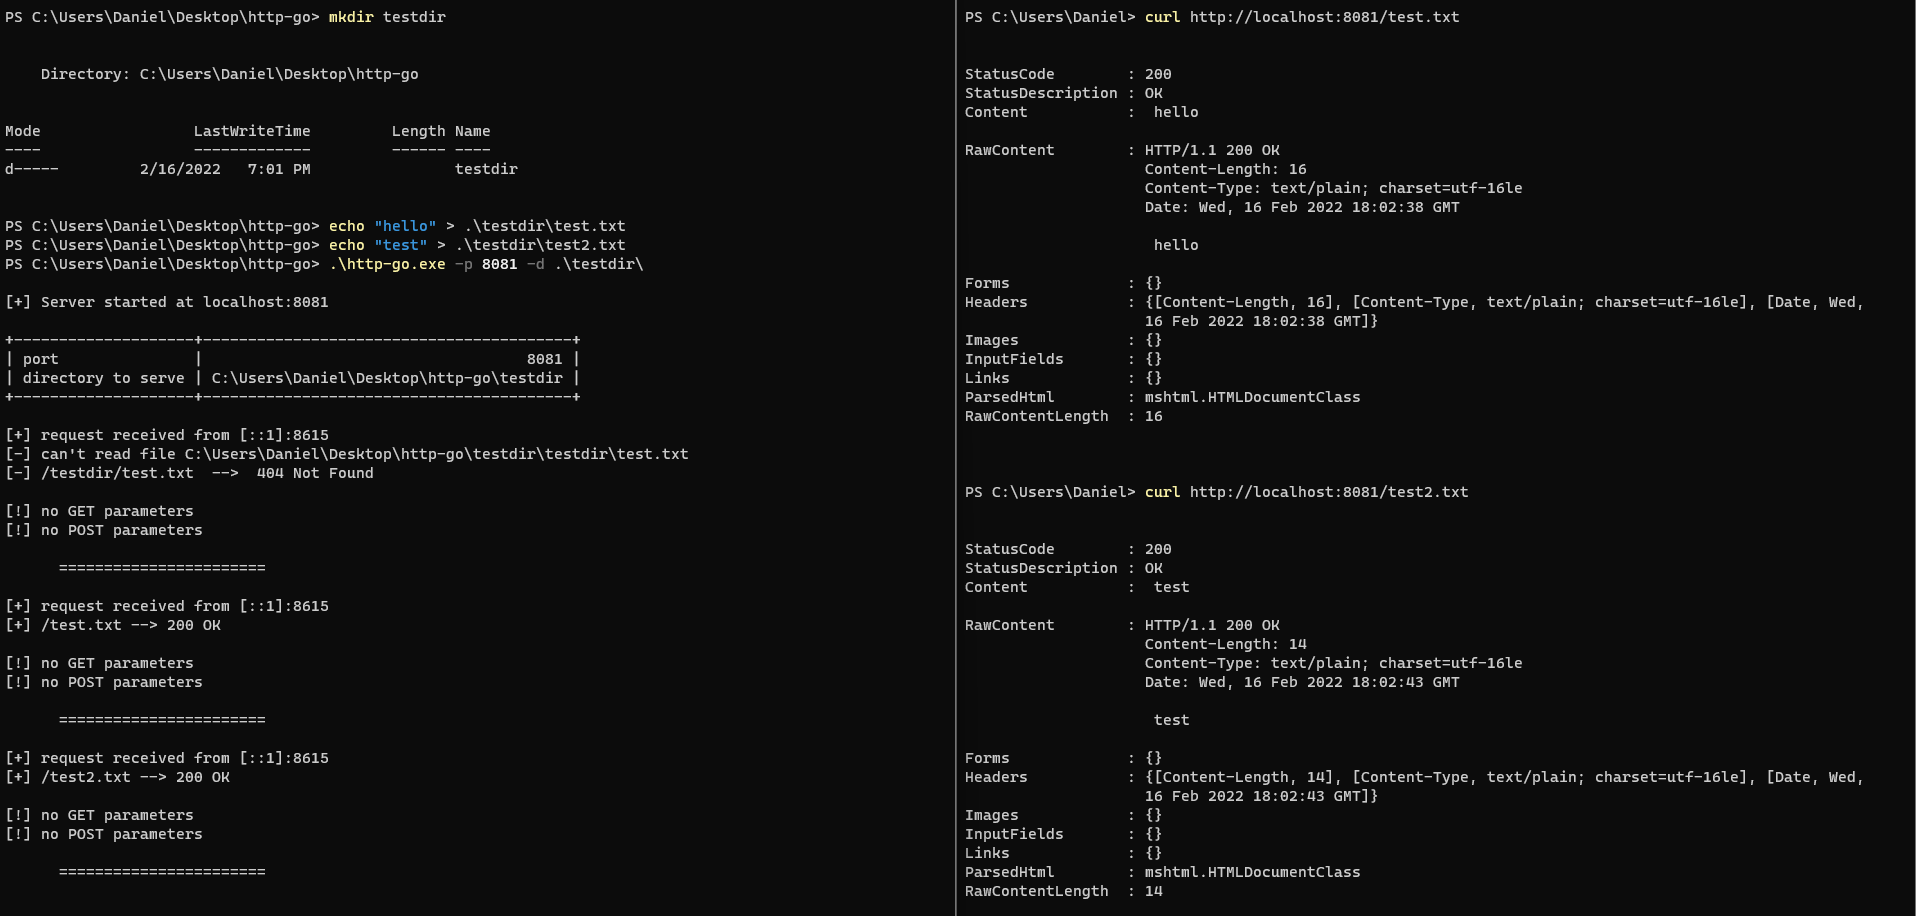 PS C:\Users\Daniel\Desktop\http-go> mkdir testdir
Directory: C:\Users\Daniel\Desktop\http-go
Mode                 LastWriteTime         Length Name
----                 -------------         ------ ----
d-----         2/16/2022   7:01 PM                testdir
PS C:\Users\Daniel\Desktop\http-go> echo "hello" > .\testdir\test.txt
PS C:\Users\Daniel\Desktop\http-go> echo "test" > .\testdir\test2.txt
PS C:\Users\Daniel\Desktop\http-go> .\http-go.exe -p 8081 -d .\testdir\
[+] Server started at localhost:8081
+--------------------+-----------------------------------------+
| port               |                                    8081 |
| directory to serve | C:\Users\Daniel\Desktop\http-go\testdir |
+--------------------+-----------------------------------------+
[+] request received from [::1]:8615
[-] can't read file C:\Users\Daniel\Desktop\http-go\testdir\testdir\test.txt
[-] /testdir/test.txt  -->  404 Not Found
[!] no GET parameters
[!] no POST parameters
=======================
[+] request received from [::1]:8615
[+] /test.txt --> 200 OK
[!] no GET parameters
[!] no POST parameters
=======================
[+] request received from [::1]:8615
[+] /test2.txt --> 200 OK
[!] no GET parameters
[!] no POST parameters
=======================
PS C:\Users\Daniel> curl http://localhost:8081/test.txt
StatusCode        : 200
StatusDescription : OK
Content           :  hello
RawContent        : HTTP/1.1 200 OK
Content-Length: 16
Content-Type: text/plain; charset=utf-16le
Date: Wed, 16 Feb 2022 18:02:38 GMT
hello
Forms             : {}
Headers           : {[Content-Length, 16], [Content-Type, text/plain; charset=utf-16le], [Date, Wed,
16 Feb 2022 18:02:38 GMT]}
Images            : {}
InputFields       : {}
Links             : {}
ParsedHtml        : mshtml.HTMLDocumentClass
RawContentLength  : 16
PS C:\Users\Daniel> curl http://localhost:8081/test2.txt
StatusCode        : 200
StatusDescription : OK
Content           :  test
RawContent        : HTTP/1.1 200 OK
Content-Length: 14
Content-Type: text/plain; charset=utf-16le
Date: Wed, 16 Feb 2022 18:02:43 GMT
test
Forms             : {}
Headers           : {[Content-Length, 14], [Content-Type, text/plain; charset=utf-16le], [Date, Wed,
16 Feb 2022 18:02:43 GMT]}
Images            : {}
InputFields       : {}
Links             : {}
ParsedHtml        : mshtml.HTMLDocumentClass
RawContentLength  : 14